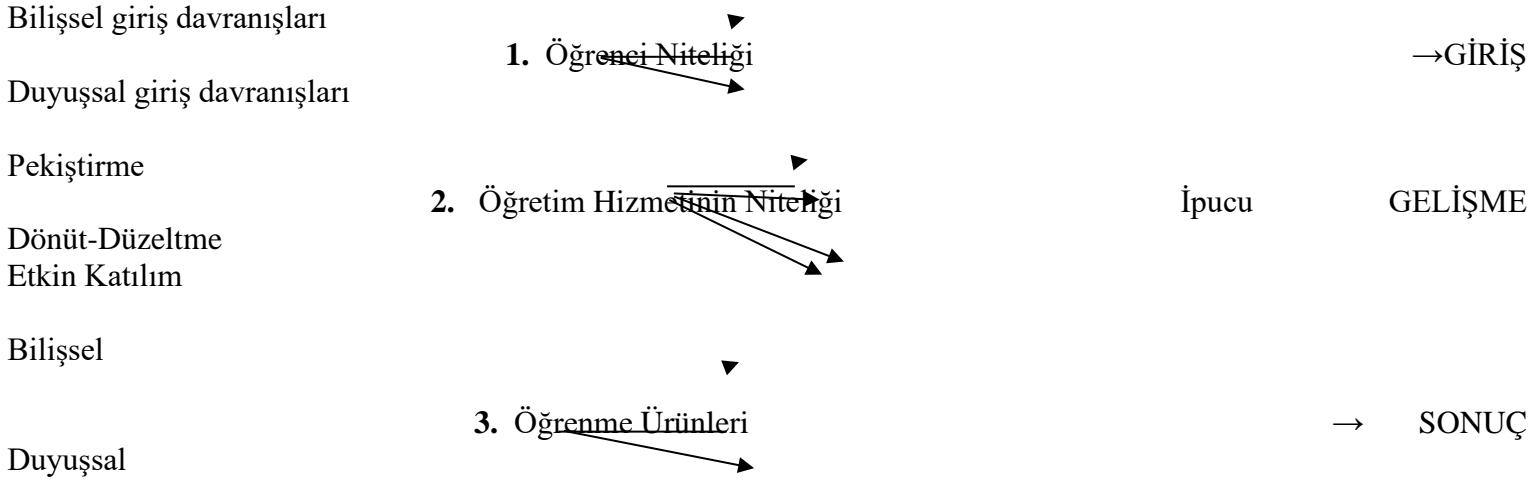 Bilişsel giriş davranışları
1. Öğrenci Niteliği →GİRİŞ
Duyuşsal giriş davranışları
Pekiştirme
2. Öğretim Hizmetinin Niteliği İpucu GELİŞME
Dönüt-Düzeltme
Etkin Katılım
Bilişsel
3. Öğrenme Ürünleri → SONUÇ
Duyuşsal